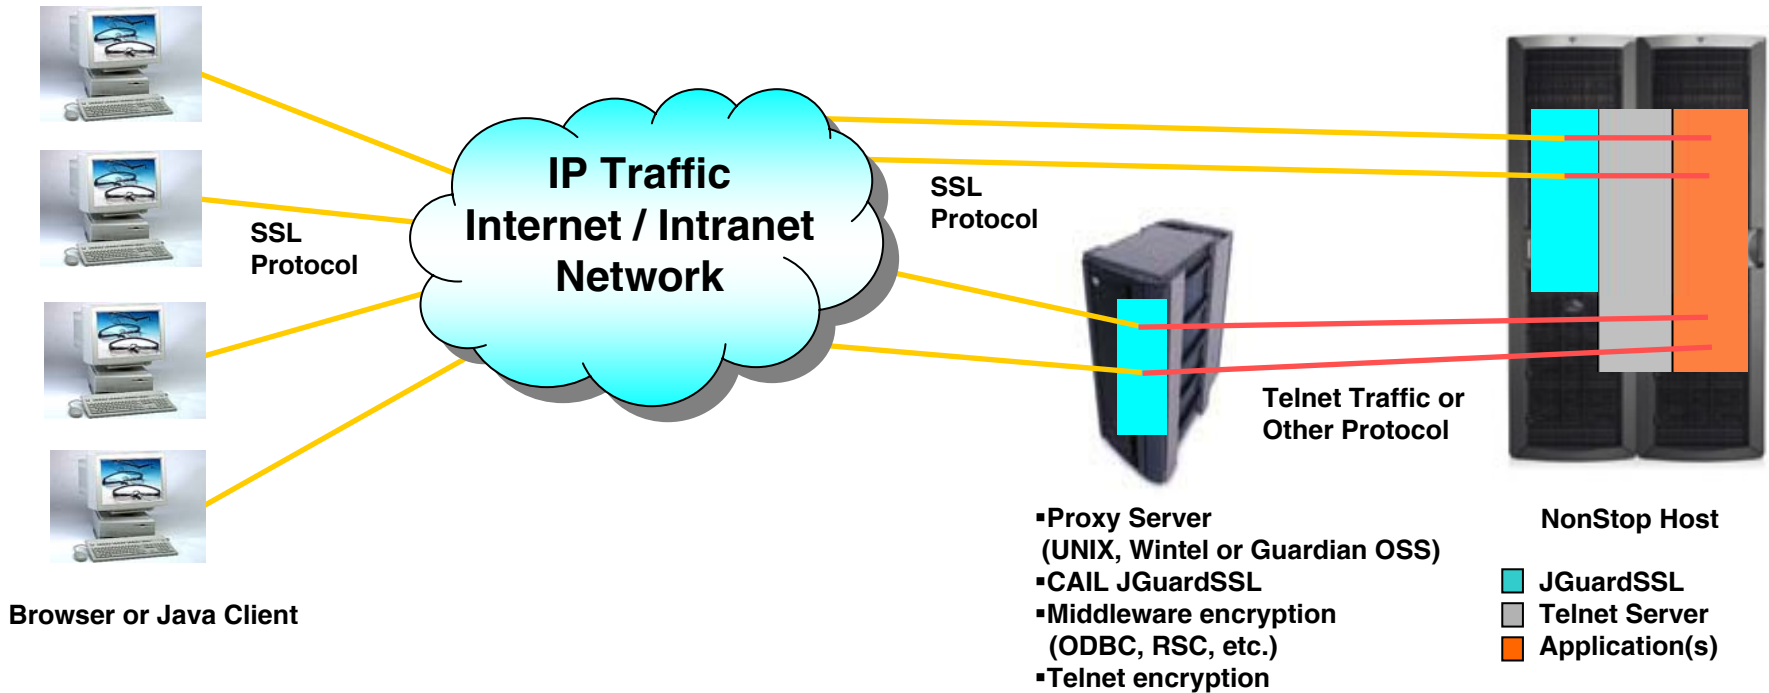 IP Traffic
Internet / Intranet
Network
SSL
Protocol
SSL
Protocol
Telnet Traffic or
Other Protocol
Browser or Java Client
▪Proxy Server
(UNIX, Wintel or Guardian OSS)
▪CAIL JGuardSSL
▪Middleware encryption
(ODBC, RSC, etc.)
▪Telnet encryption
NonStop Host
JGuardSSL
Telnet Server
Application(s)